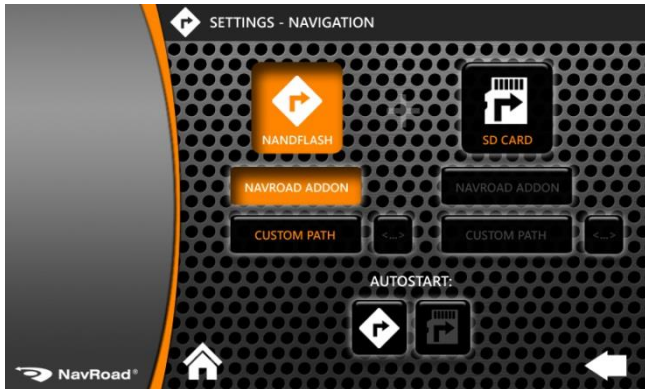 SETTINGS - NAVIGATION
NANDFLASH
SD CARD
NAVROAD ADDON
NAVROAD ADDON
CUSTOM PATH
<...>
CUSTOM PATH
<...>
AUTOSTART:
NavRoad®